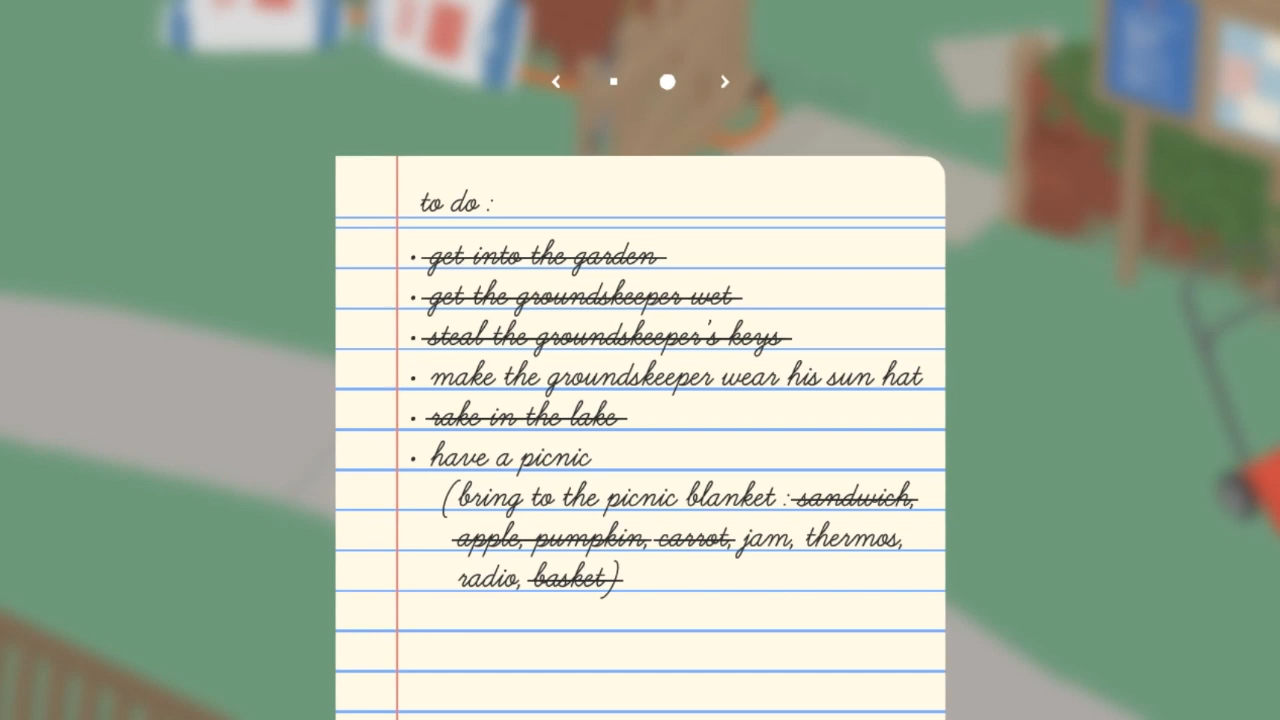 to do :
• get into the garden
• get the groundskeeper wet
• steal the groundskeeper's keys
• make the groundskeeper wear his sun hat
• rake in the lake
• have a picnic
(bring to the picnic blanket : sandwich,
apple, pumpkin, carrot, jam, thermos,
radio, basket)